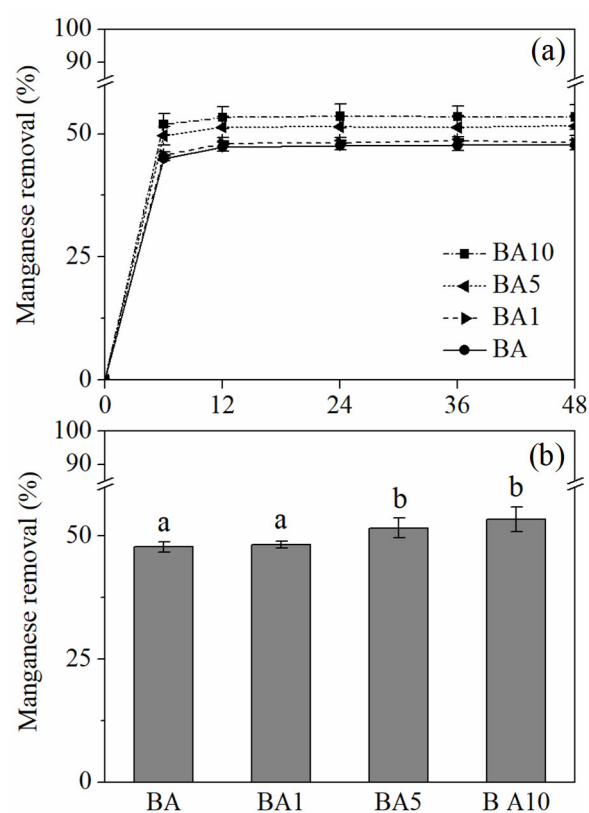 (a)
Manganese removal (%)
100
90
50
25
0
BA10
BA5
BA1
BA
0 12 24 36 48
(b)
Manganese removal (%)
100
90
50
25
0
a a b b
BA BA1 BA5 B A10